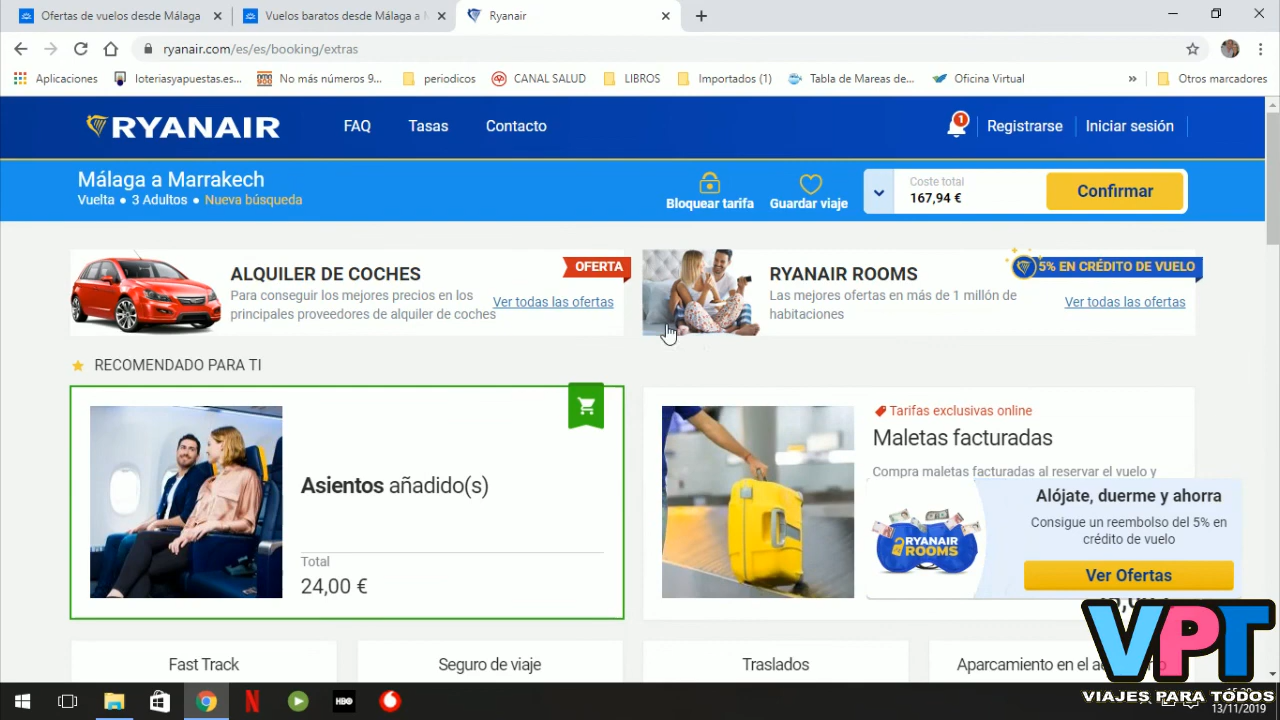 Ofertas de vuelos desde Málaga
Vuelos baratos desde Málaga a M
Ryanair
ryanair.com/es/es/booking/extras
Aplicaciones
loteriasyapuestas.es...
No más números 9...
periodicos
CANAL SALUD
LIBROS
Importados (1)
Tabla de Mareas de...
Oficina Virtual
»
Otros marcadores
RYANAIR
FAQ
Tasas
Contacto
1
Registrarse
Iniciar sesión
Málaga a Marrakech
Vuelta • 3 Adultos • Nueva búsqueda
Bloquear tarifa
Guardar viaje
Coste total
167,94 €
Confirmar
ALQUILER DE COCHES
OFERTA
Para conseguir los mejores precios en los
principales proveedores de alquiler de coches
Ver todas las ofertas
RYANAIR ROOMS
5% EN CRÉDITO DE VUELO
Las mejores ofertas en más de 1 millón de
habitaciones
Ver todas las ofertas
RECOMENDADO PARA TI
Asientos añadido(s)
Total
24,00 €
Tarifas exclusivas online
Maletas facturadas
Compra maletas facturadas al reservar el vuelo y
Alójate, duerme y ahorra
Consigue un reembolso del 5% en
crédito de vuelo
RYANAIR
ROOMS
Ver Ofertas
Fast Track
Seguro de viaje
Traslados
Aparcamiento en el
VPT
VIAJES PARA TODOS
HBO
13/11/2019